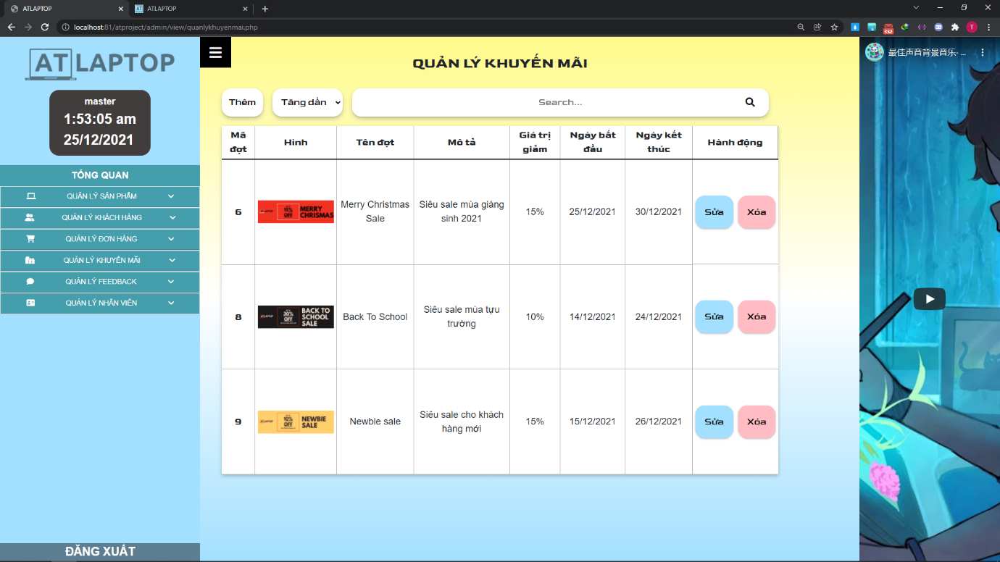 ATLAPTOP
ATLAPTOP
localhost:81/atproject/admin/view/quanlykhuyenmai.php
352
T
ATLAPTOP
master
1:53:05 am
25/12/2021
TỔNG QUAN
QUẢN LÝ SẢN PHẨM
QUẢN LÝ KHÁCH HÀNG
QUẢN LÝ ĐƠN HÀNG
QUẢN LÝ KHUYẾN MÃI
QUẢN LÝ FEEDBACK
QUẢN LÝ NHÂN VIÊN
ĐĂNG XUẤT
QUẢN LÝ KHUYẾN MÃI
Thêm
Tăng dần
Search...
Mã đợt
Hình
Tên đợt
Mô tả
Giá trị giảm
Ngày bắt đầu
Ngày kết thúc
Hành động
6
15%
OFF
MERRY
CHRISMAS
Merry Christmas
Sale
Siêu sale mùa giáng
sinh 2021
15%
25/12/2021
30/12/2021
Sửa
Xóa
8
ATLAPTOP
30%
OFF
BACK TO
SCHOOL
SALE
Back To School
Siêu sale mùa tựu
trường
10%
14/12/2021
24/12/2021
Sửa
Xóa
9
ATLAPTOP
10%
OFF
NEWBIE
SALE
Newbie sale
Siêu sale cho khách
hàng mới
15%
15/12/2021
26/12/2021
Sửa
Xóa
最佳声音背景音乐- ...